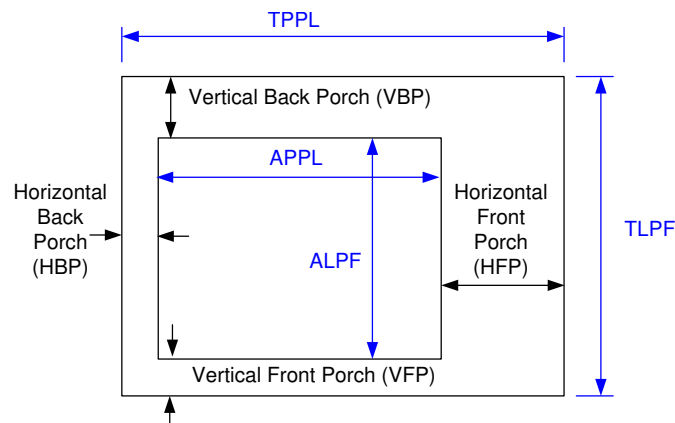 TPPL
Vertical Back Porch (VBP)
APPL
Horizontal
Back
Porch
(HBP)
Horizontal
Front
Porch
(HFP)
TLPF
ALPF
Vertical Front Porch (VFP)